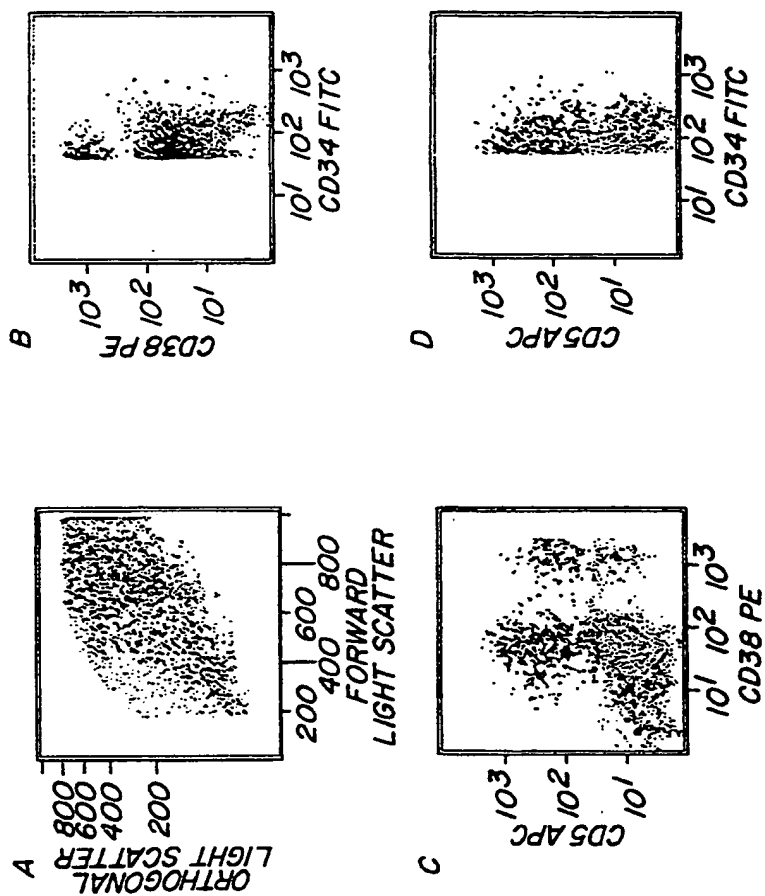 A
ORTHOGONAL
LIGHT SCATTER
800
600
400
200
200
400
600
800
FORWARD
LIGHT SCATTER
B
CD38 PE
10³
10²
10¹
10¹
10²
10³
CD34 FITC
C
CD5 APC
10³
10²
10¹
10¹
10²
10³
CD38 PE
D
CD5 APC
10³
10²
10¹
10¹
10²
10³
CD34 FITC